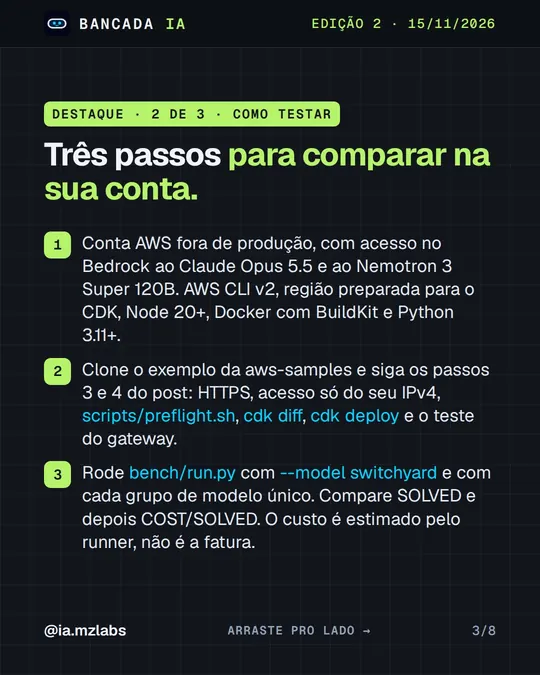 BANCADA IA
EDIÇÃO 2 · 15/11/2026
DESTAQUE · 2 DE 3 · COMO TESTAR
Três passos para comparar na
sua conta.
1
Conta AWS fora de produção, com acesso no
Bedrock ao Claude Opus 5.5 e ao Nemotron 3
Super 120B. AWS CLI v2, região preparada para o
CDK, Node 20+, Docker com BuildKit e Python
3.11+.
2
Clone o exemplo da aws-samples e siga os passos
3 e 4 do post: HTTPS, acesso só do seu IPv4,
scripts/preflight.sh, cdk diff, cdk deploy e o teste
do gateway.
3
Rode bench/run.py com --model switchyard e com
cada grupo de modelo único. Compare SOLVED e
depois COST/SOLVED. O custo é estimado pelo
runner, não é a fatura.
@ia.mzlabs
ARRASTE PRO LADO →
3/8